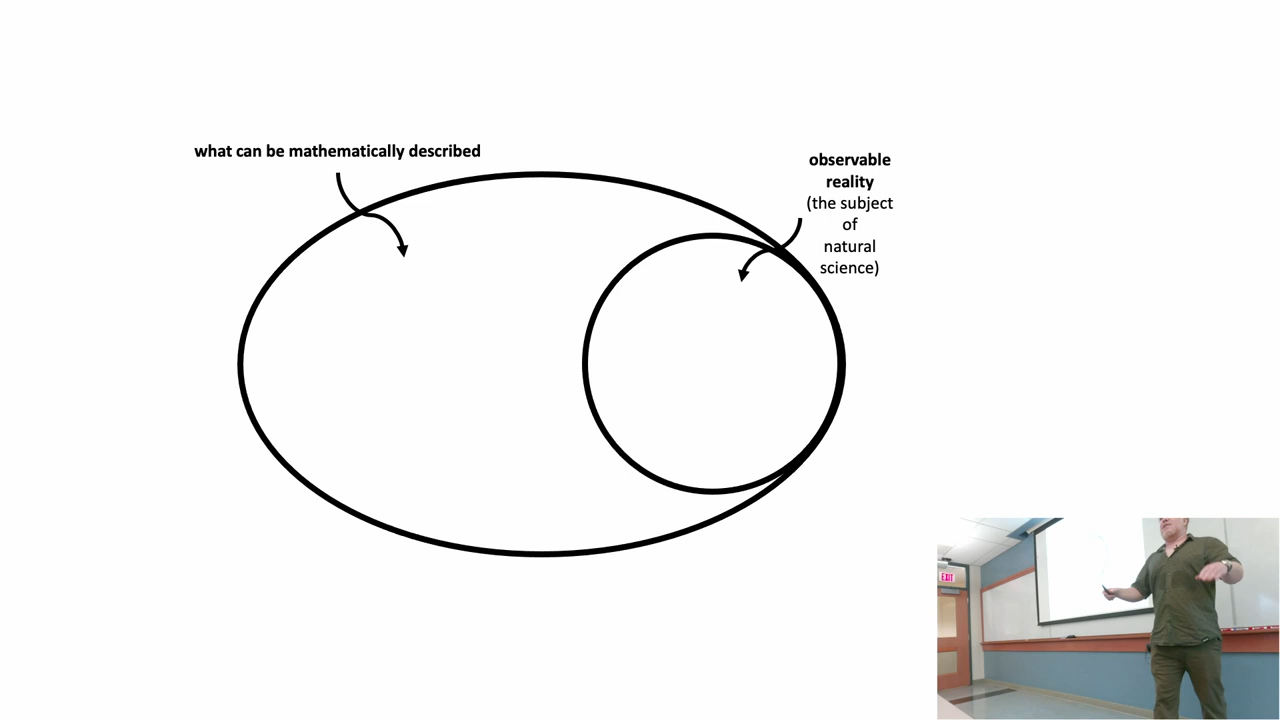 what can be mathematically described
observable
reality
(the subject
of
natural
science)
EXIT